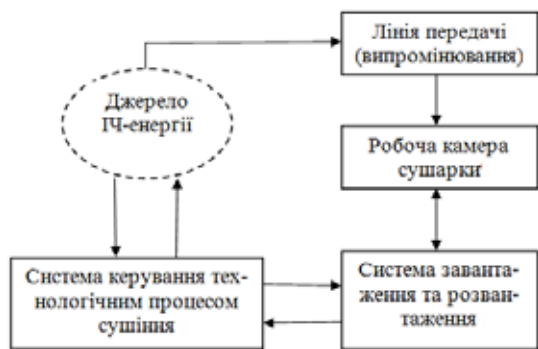 Лінія передачі
(випромінювання)
Джерело
ІЧ-енергії
Робоча камера
сушарки
Система керування тех-
нологічним процесом
сушіння
Система заванта-
ження та розван-
таження